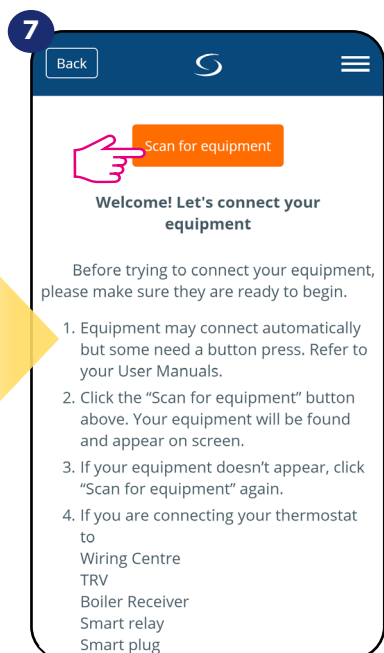 7
Back
Scan for equipment
Welcome! Let's connect your
equipment
Before trying to connect your equipment,
please make sure they are ready to begin.
1. Equipment may connect automatically
but some need a button press. Refer to
your User Manuals.
2. Click the “Scan for equipment” button
above. Your equipment will be found
and appear on screen.
3. If your equipment doesn’t appear, click
“Scan for equipment” again.
4. If you are connecting your thermostat
to
Wiring Centre
TRV
Boiler Receiver
Smart relay
Smart plug